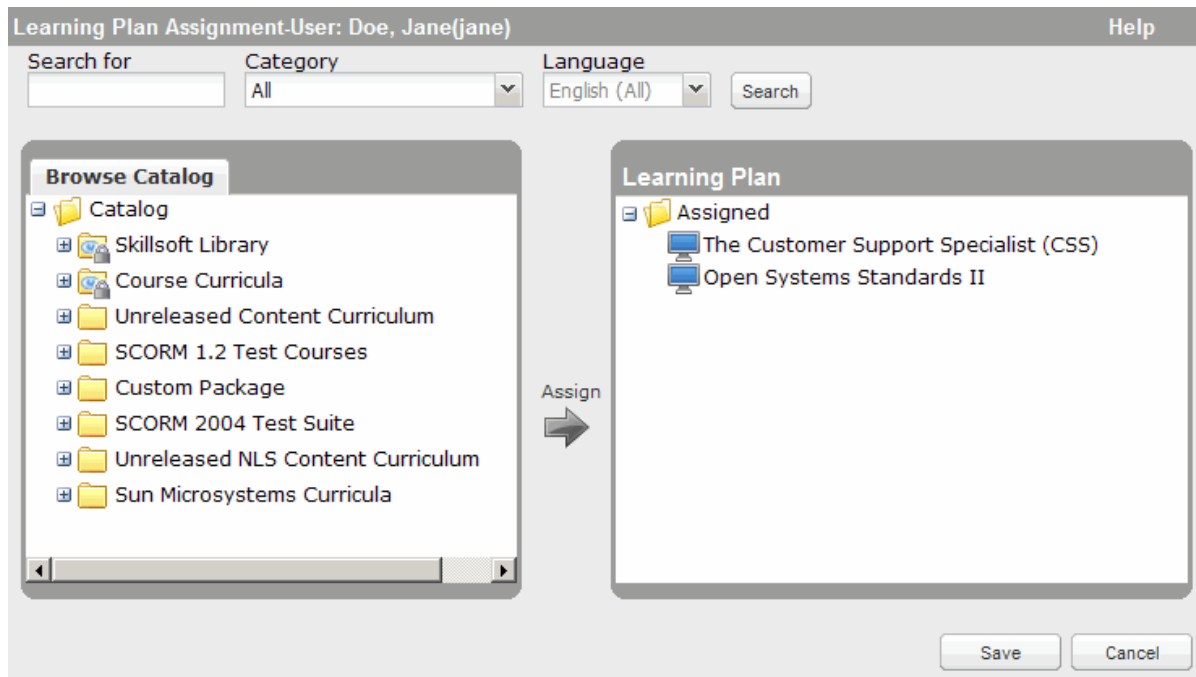 Learning Plan Assignment-User: Doe, Jane(jane) Help
Search for Category Language
All English (All) Search
Browse Catalog
Catalog
Skillsoft Library
Course Curricula
Unreleased Content Curriculum
SCORM 1.2 Test Courses
Custom Package
SCORM 2004 Test Suite
Unreleased NLS Content Curriculum
Sun Microsystems Curricula
Assign
Learning Plan
Assigned
The Customer Support Specialist (CSS)
Open Systems Standards II
Save Cancel